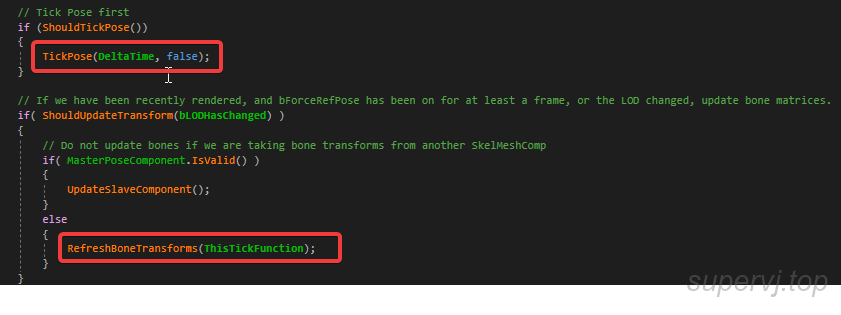 // Tick Pose first
if (ShouldTickPose())
{
TickPose(DeltaTime, false);
}
// If we have been recently rendered, and bForceRefPose has been on for at least a frame, or the LOD changed, update bone matrices.
if( ShouldUpdateTransform(bLODHasChanged) )
{
// Do not update bones if we are taking bone transforms from another SkelMeshComp
if( MasterPoseComponent.IsValid() )
{
UpdateSlaveComponent();
}
else
{
RefreshBoneTransforms(ThisTickFunction);
}
}
supervj.top